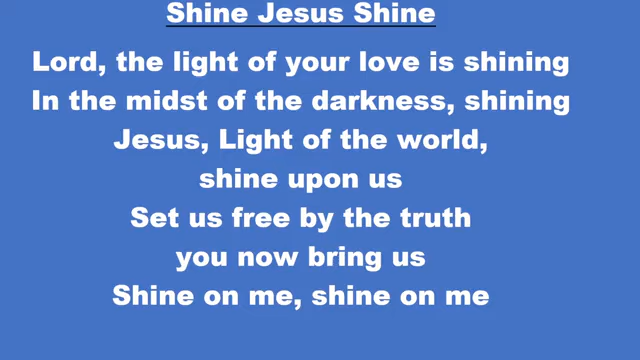 Shine Jesus Shine
Lord, the light of your love is shining
In the midst of the darkness, shining
Jesus, Light of the world,
shine upon us
Set us free by the truth
you now bring us
Shine on me, shine on me